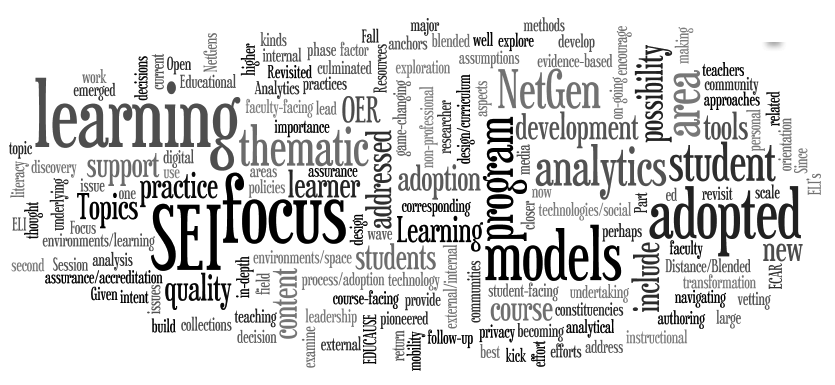 major
methods
Fall
kinds
anchors
blended
well
explore
develop
encourage
making
NetGens
higher
internal
phase
factor
Resources
assumptions
evidence-based
on-going
possibility
decisions
current
Open
Educational
Revisited
culminated
exploration
aspects
NetGen
area
teachers
community
approaches
related
work
emerged
Analytics
practices
game-changing
non-professional
researcher
design/curriculum
learning
faculty-facing
lead
OER
importance
thematic
addressed
program
media
development
tools
personal
orientation
Since
ELI's
topic
discovery
literacy
support
digital
use
areas
policies
assurance
learner
adoption
analytics
student
underlying
issue
one
practice
thought
Topics
SEI
focus
design
wave
corresponding
Learning
now
closer
technologies/social
Part
ed
revisit
scale
adopted
perhaps
ELI
Focus
environments/learning
models
include
faculty
new
second
Session
analysis
in-depth
field
environments/space
students
external/internal
communities
Distance/Blended
transformation
ECAR
assurance/accreditation
Given
intent
issues
quality
content
process/adoption
technology
student-facing
undertaking
navigating
vetting
course-facing
provide
course
constituencies
authoring
large
build
collections
teaching
decision
leadership
examine
external
EDUCAUSE
pioneered
return
mobility
follow-up
privacy
becoming
analytical
best
kick
effort
efforts
address
instructional